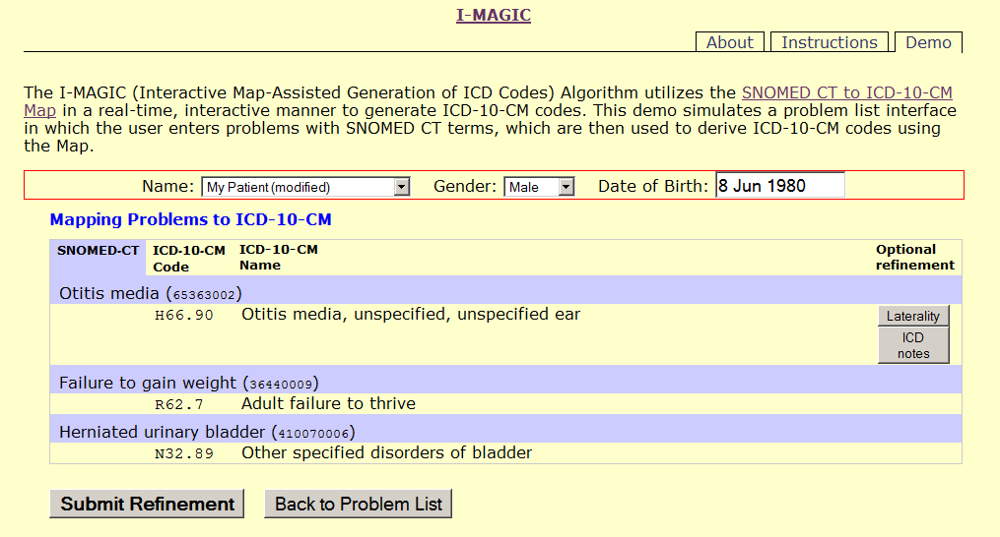 I-MAGIC
About Instructions Demo
The I-MAGIC (Interactive Map-Assisted Generation of ICD Codes) Algorithm utilizes the SNOMED CT to ICD-10-CM
Map in a real-time, interactive manner to generate ICD-10-CM codes. This demo simulates a problem list interface
in which the user enters problems with SNOMED CT terms, which are then used to derive ICD-10-CM codes using
the Map.
Name: My Patient (modified) Gender: Male Date of Birth: 8 Jun 1980
Mapping Problems to ICD-10-CM
SNOMED-CT ICD-10-CM ICD-10-CM Optional
Code Name refinement
Otitis media (65363002)
H66.90 Otitis media, unspecified, unspecified ear Laterality
ICD
notes
Failure to gain weight (36440009)
R62.7 Adult failure to thrive
Herniated urinary bladder (410070006)
N32.89 Other specified disorders of bladder
Submit Refinement Back to Problem List